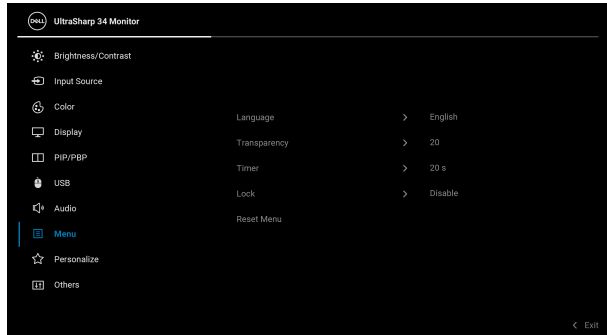 DELL UltraSharp 34 Monitor
Brightness/Contrast
Input Source
Color
Display
PIP/PBP
USB
Audio
Menu
Personalize
Others
Language > English
Transparency > 20
Timer > 20 s
Lock > Disable
Reset Menu
< Exit